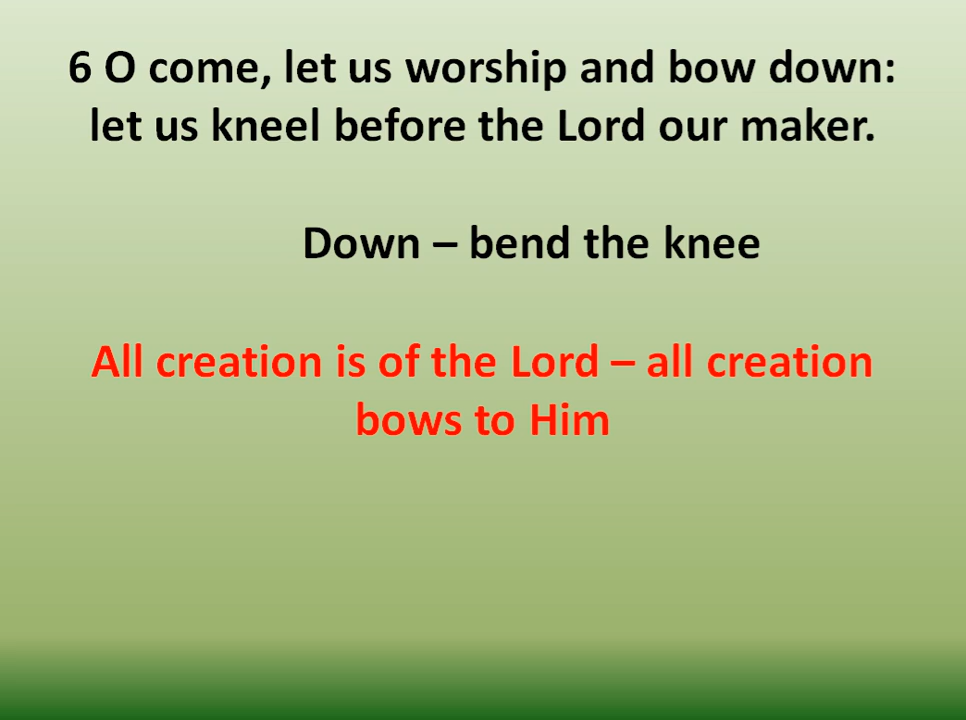 6 O come, let us worship and bow down:
let us kneel before the Lord our maker.
Down – bend the knee
All creation is of the Lord – all creation
bows to Him